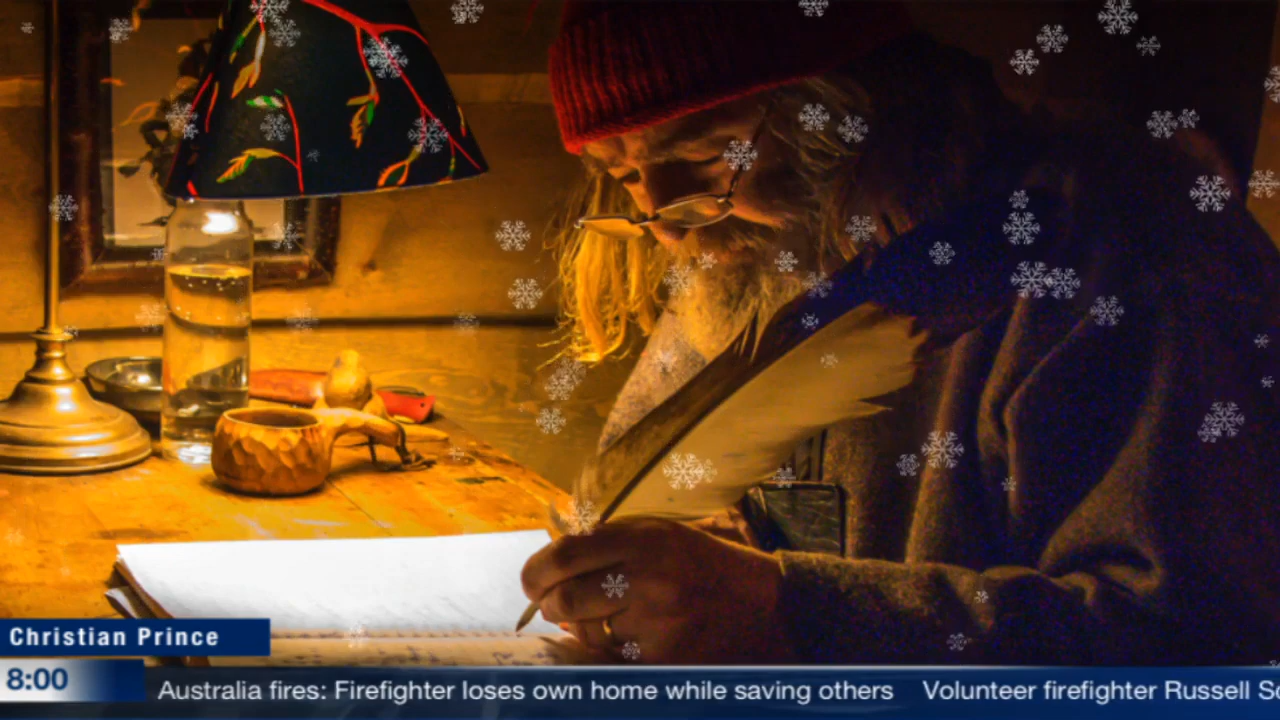 Christian Prince
8:00
Australia fires: Firefighter loses own home while saving others Volunteer firefighter Russell